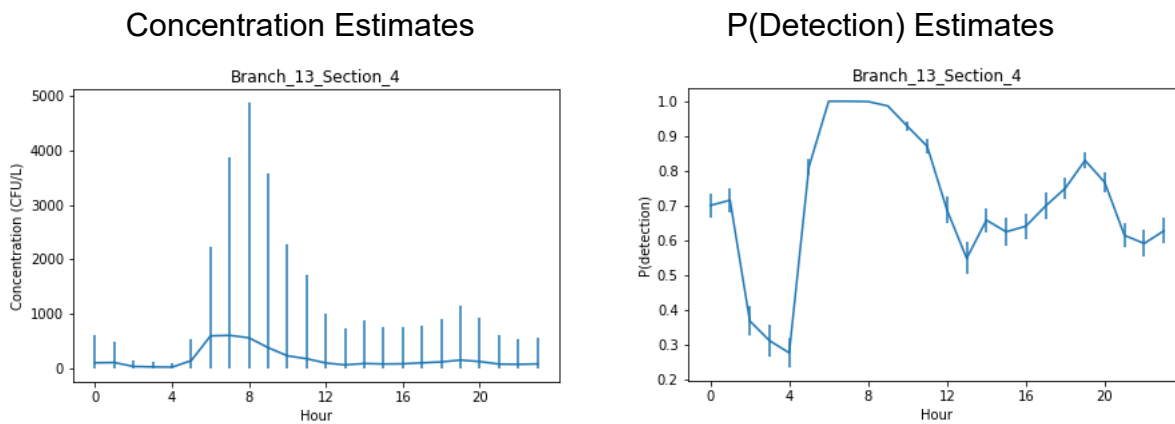 Concentration Estimates
Branch_13_Section_4
5000
4000
3000
2000
1000
0
Concentration (CFU/L)
0 4 8 12 16 20
Hour
P(Detection) Estimates
Branch_13_Section_4
1.0
0.9
0.8
0.7
0.6
0.5
0.4
0.3
0.2
P(detection)
0 4 8 12 16 20
Hour